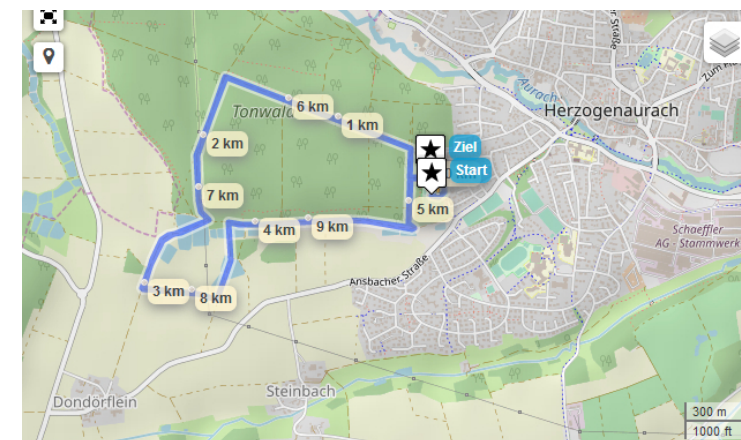 Straße
Zum Flu
Aurach
Herzogenaurach
6 km
Tonwald
1 km
Ziel
2 km
Start
7 km
5 km
9 km
4 km
Schaeffler
AG - Stammwerk
Ansbacher Straße
3 km
8 km
Steinbach
Dondörflein
300 m
1000 ft